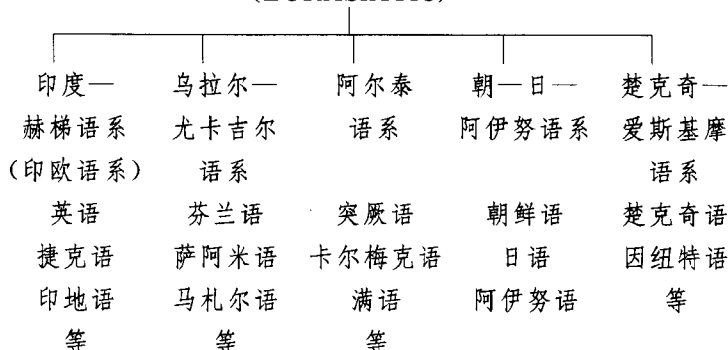 印度— 乌拉尔— 阿尔泰 朝—日— 楚克奇—
赫梯语系 尤卡吉尔 语系 阿伊努语系 爱斯基摩
(印欧语系) 语系 语系
英语 芬兰语 突厥语 朝鲜语 楚克奇语
捷克语 萨阿米语 卡尔梅克语 日语 因纽特语
印地语 马札尔语 满语 阿伊努语 等
等 等 等